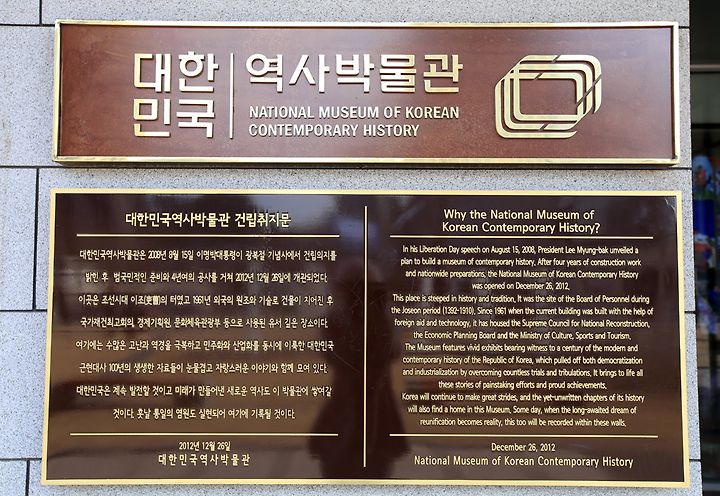 대한
민국
역사박물관
NATIONAL MUSEUM OF KOREAN
CONTEMPORARY HISTORY
대한민국역사박물관 건립취지문
대한민국역사박물관은 2008년 8월 15일 이명박대통령이 광복절 기념사에서 건립의지를
밝힌 후 범국민적인 준비와 4년여의 공사를 거쳐 2012년 12월 26일에 개관되었다.
이곳은 조선시대 이조(吏曹)의 터였고 1961년 외국의 원조와 기술로 건물이 지어진 후
국가재건최고회의, 경제기획원, 문화체육관광부 등으로 사용된 유서 깊은 장소이다.
여기에는 수많은 고난과 역경을 극복하고 민주화와 산업화를 동시에 이룩한 대한민국
근현대사 100년의 생생한 자료들이 눈물겹고 자랑스러운 이야기와 함께 모여 있다.
대한민국은 계속 발전할 것이고 미래가 만들어낸 새로운 역사도 이 박물관에 쌓여갈
것이다. 훗날 통일의 염원도 실현되어 여기에 기록될 것이다.
2012년 12월 26일
대한민국역사박물관
Why the National Museum of
Korean Contemporary History?
In his Liberation Day speech on August 15, 2008, President Lee Myung-bak unveiled a
plan to build a museum of contemporary history. After four years of construction work
and nationwide preparations, the National Museum of Korean Contemporary History
was opened on December 26, 2012.
This place is steeped in history and tradition. It was the site of the Board of Personnel during
the Joseon period (1392-1910). Since 1961 when the current building was built with the help of
foreign aid and technology, it has housed the Supreme Council for National Reconstruction,
the Economic Planning Board and the Ministry of Culture, Sports and Tourism.
The Museum features vivid exhibits bearing witness to a century of the modern and
contemporary history of the Republic of Korea, which pulled off both democratization
and industrialization by overcoming countless trials and tribulations. It brings to life all
these stories of painstaking efforts and proud achievements.
Korea will continue to make great strides, and the yet-unwritten chapters of its history
will also find a home in this Museum. Some day, when the long-awaited dream of
reunification becomes reality, this too will be recorded within these walls.
December 26, 2012
National Museum of Korean Contemporary History